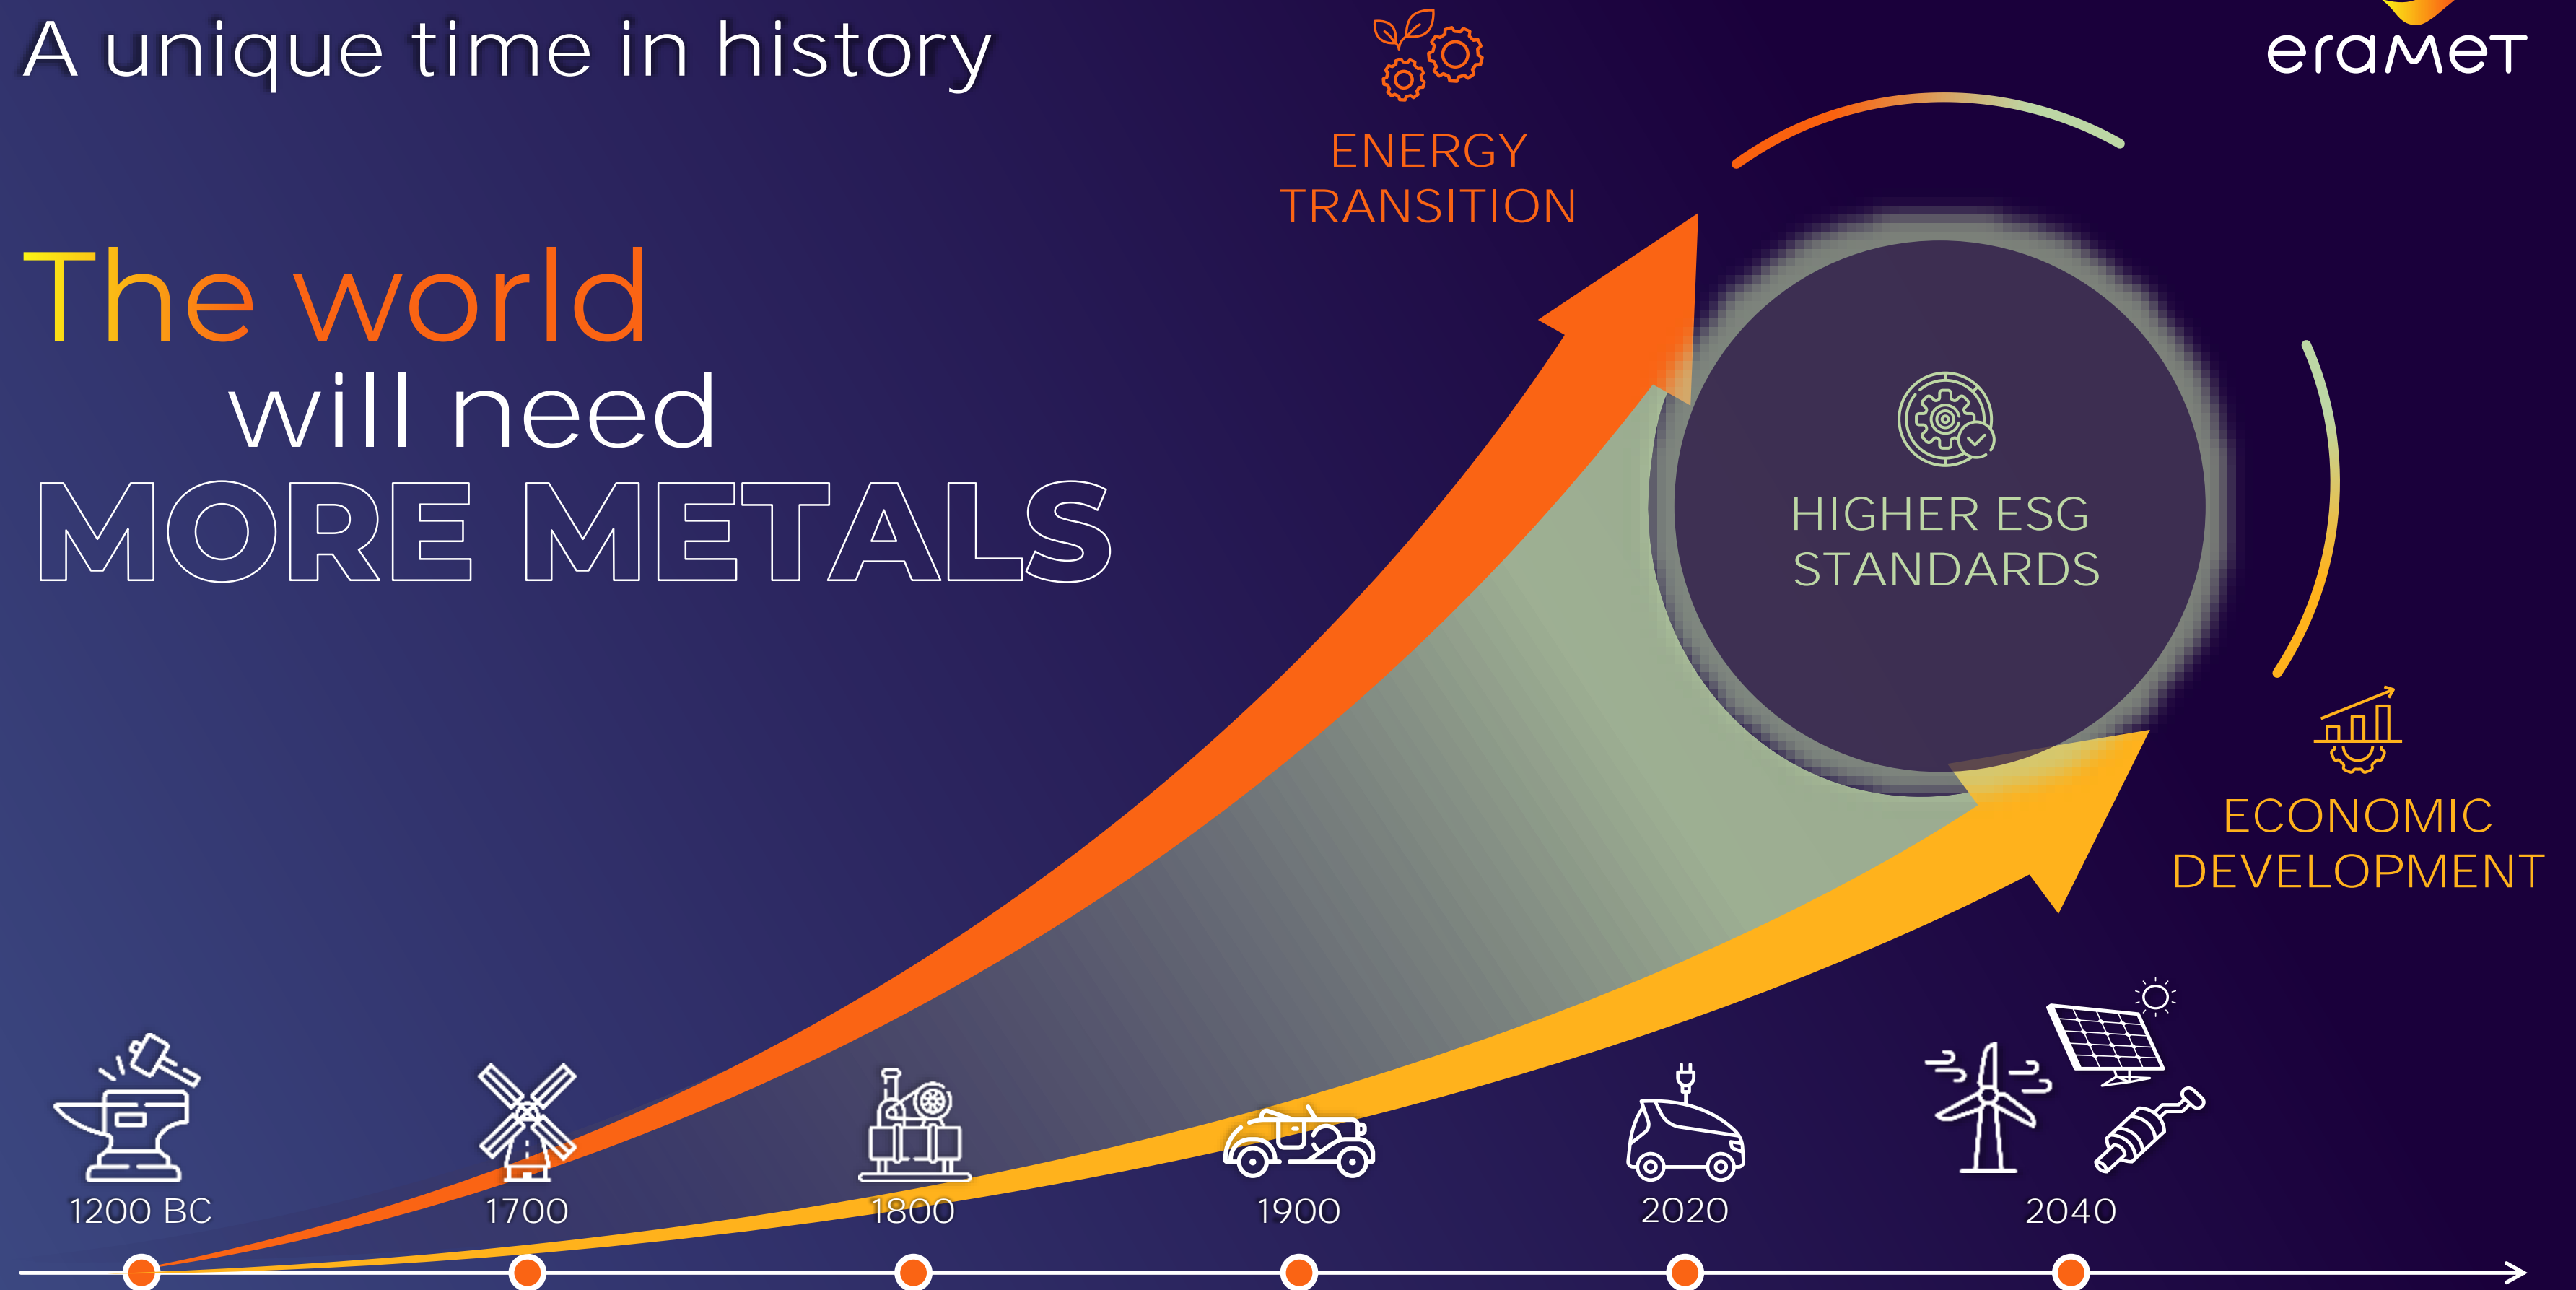 A unique time in history
eramet
The world
will need
MORE METALS
ENERGY
TRANSITION
HIGHER ESG
STANDARDS
ECONOMIC
DEVELOPMENT
1200 BC
1700
1800
1900
2020
2040